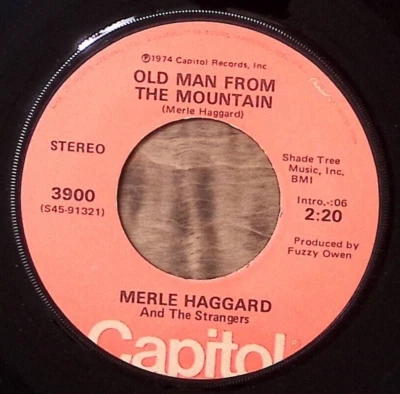 ℗1974 Capitol Records, Inc.
OLD MAN FROM
THE MOUNTAIN
(Merle Haggard)
STEREO
3900
(S45-91321)
Shade Tree
Music, Inc.
BMI
Intro.-:06
2:20
Produced by
Fuzzy Owen
MERLE HAGGARD
And The Strangers
Capitol®